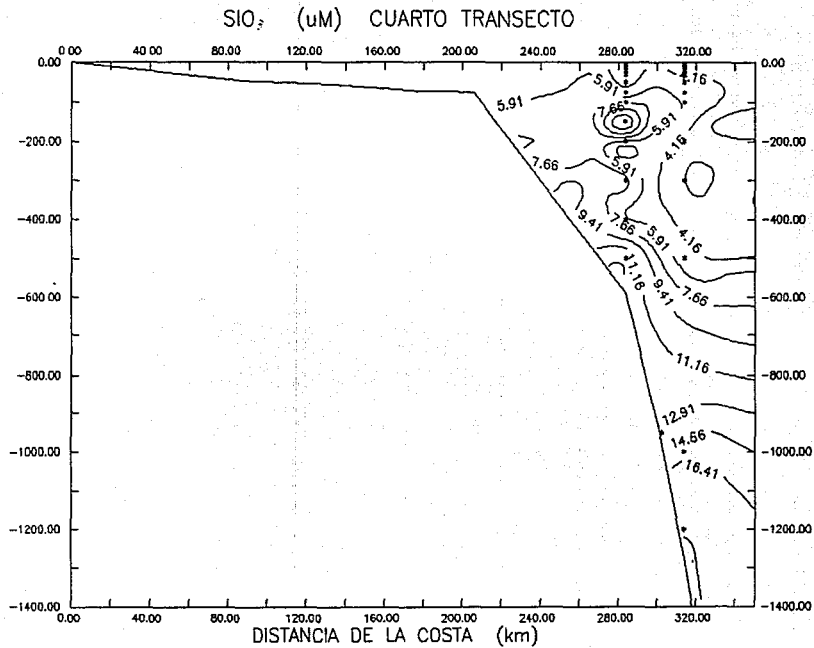 SIO₃ (uM) CUARTO TRANSECTO
0.00 40.00 80.00 120.00 160.00 200.00 240.00 280.00 320.00
0.00 0.00
5.91 4.16
5.91 7.66 5.91
4.16
-200.00 -200.00
7.66 5.91
-400.00 9.41 7.66 5.91 4.16 -400.00
11.16 9.41 7.66
-600.00 -600.00
11.16
-800.00 -800.00
12.91
14.66
-1000.00 -1000.00
16.41
-1200.00 -1200.00
-1400.00 -1400.00
0.00 40.00 80.00 120.00 160.00 200.00 240.00 280.00 320.00
DISTANCIA DE LA COSTA (km)